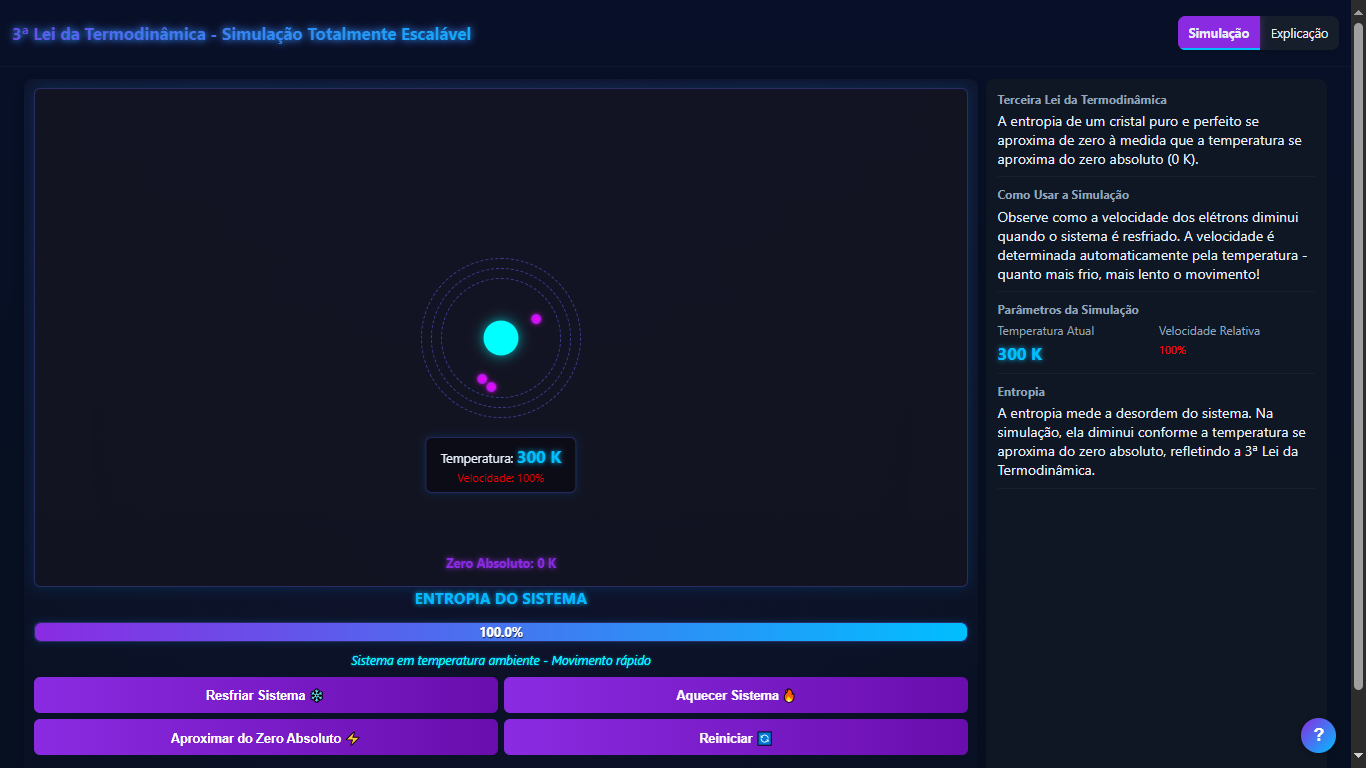 3ª Lei da Termodinâmica - Simulação Totalmente Escalável
Simulação
Explicação
Temperatura: 300 K
Velocidade: 100%
Zero Absoluto: 0 K
ENTROPIA DO SISTEMA
100.0%
Sistema em temperatura ambiente - Movimento rápido
Resfriar Sistema ❄️
Aquecer Sistema 🔥
Aproximar do Zero Absoluto ⚡
Reiniciar 🔄
Terceira Lei da Termodinâmica
A entropia de um cristal puro e perfeito se
aproxima de zero à medida que a temperatura se
aproxima do zero absoluto (0 K).
Como Usar a Simulação
Observe como a velocidade dos elétrons diminui
quando o sistema é resfriado. A velocidade é
determinada automaticamente pela temperatura -
quanto mais frio, mais lento o movimento!
Parâmetros da Simulação
Temperatura Atual
300 K
Velocidade Relativa
100%
Entropia
A entropia mede a desordem do sistema. Na
simulação, ela diminui conforme a temperatura se
aproxima do zero absoluto, refletindo a 3ª Lei da
Termodinâmica.
?